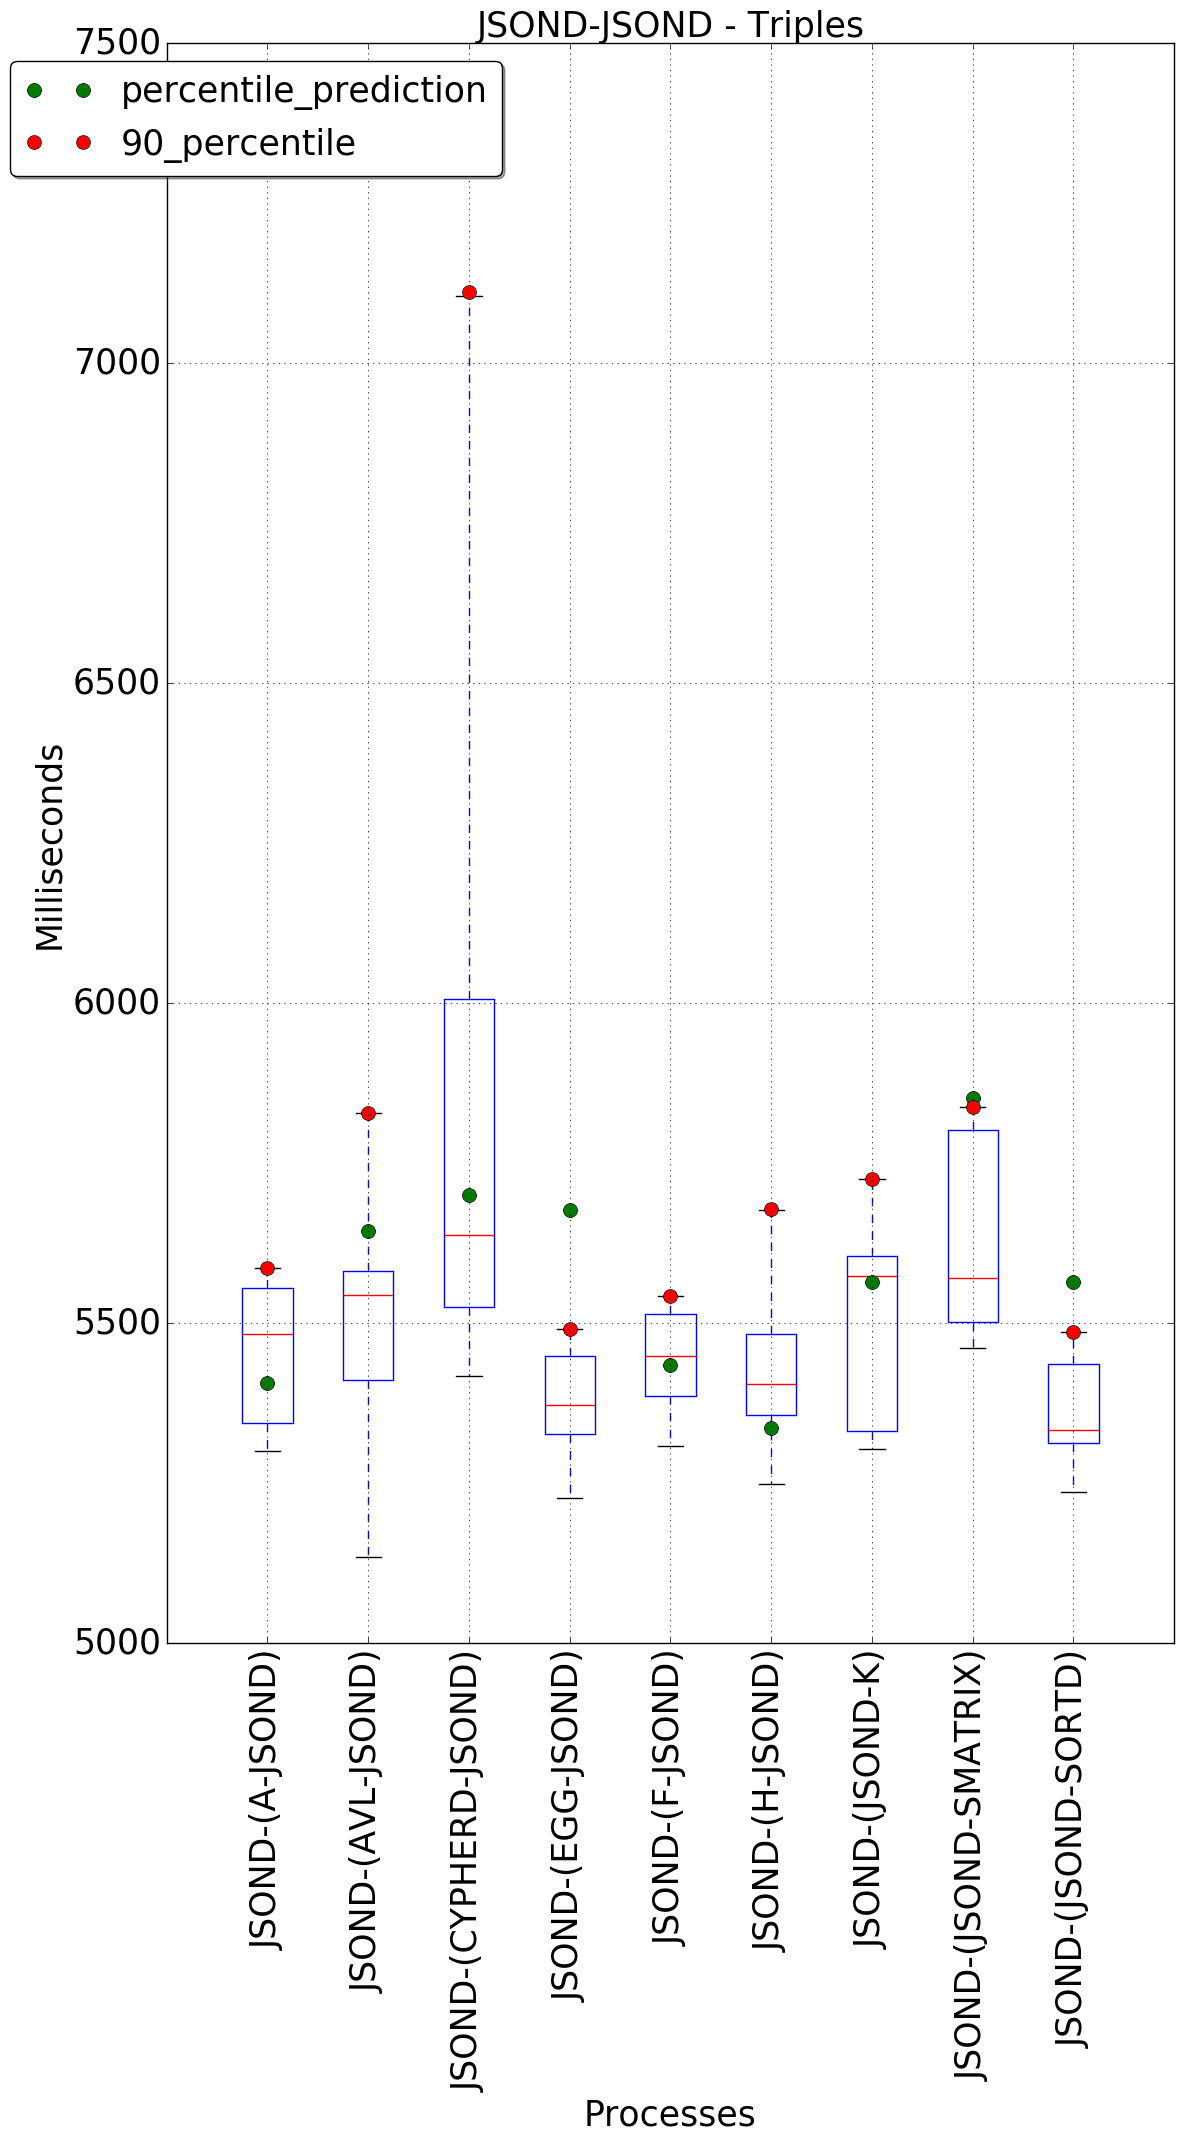 JSOND-JSOND - Triples
percentile_prediction
90_percentile
7500
7000
6500
6000
5500
5000
Milliseconds
JSOND-(A-JSOND)
JSOND-(AVL-JSOND)
JSOND-(CYPHERD-JSOND)
JSOND-(EGG-JSOND)
JSOND-(F-JSOND)
JSOND-(H-JSOND)
JSOND-(JSOND-K)
JSOND-(JSOND-SMATRIX)
JSOND-(JSOND-SORTD)
Processes